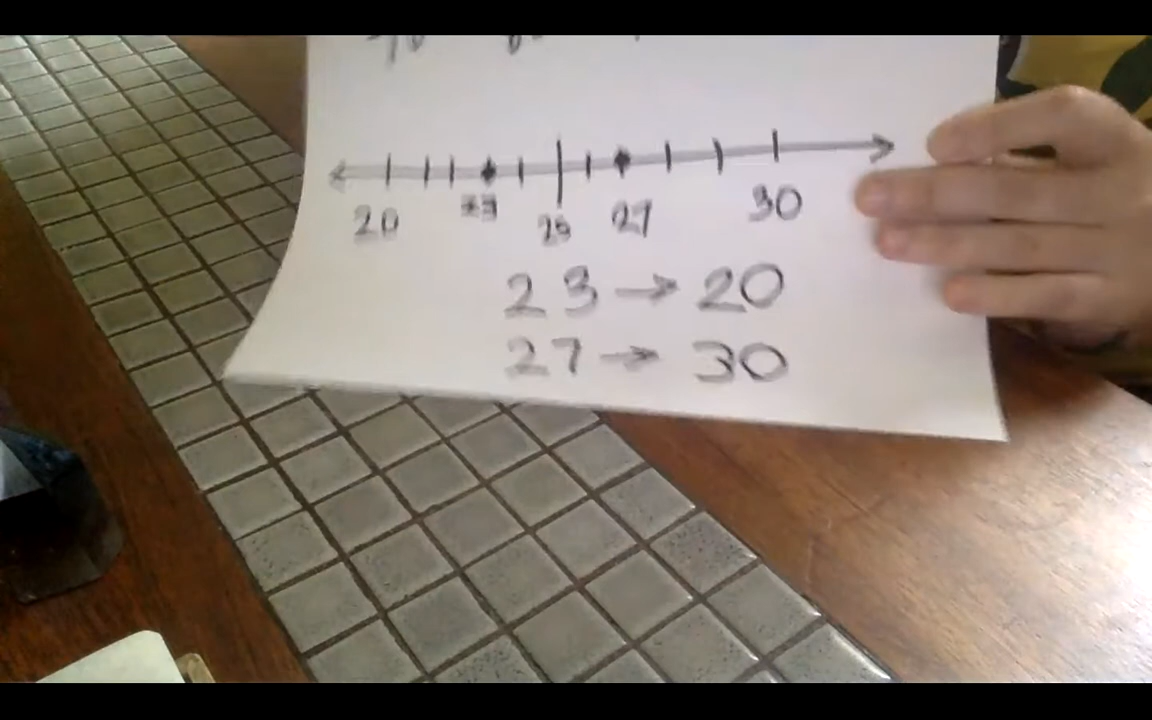 20 23 25 27 30
23 → 20
27 → 30